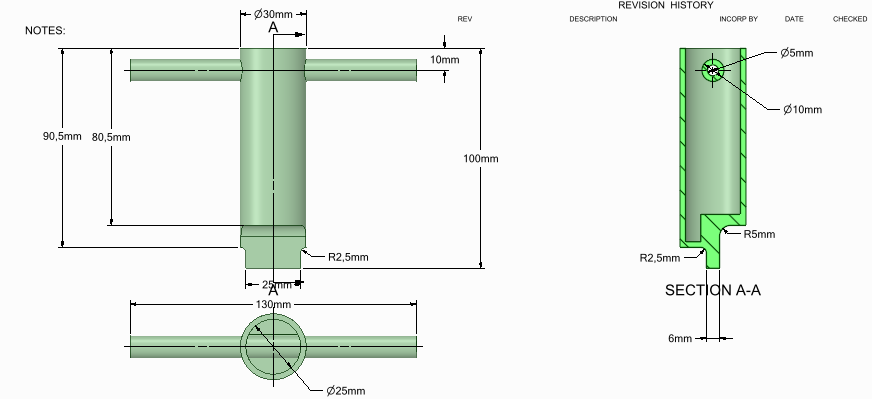 REVISION HISTORY
REV DESCRIPTION INCORP BY DATE CHECKED
NOTES:
Ø30mm
A
10mm
90,5mm
80,5mm
100mm
R2,5mm
25mm
A
130mm
Ø25mm
Ø5mm
Ø10mm
R5mm
R2,5mm
SECTION A-A
6mm